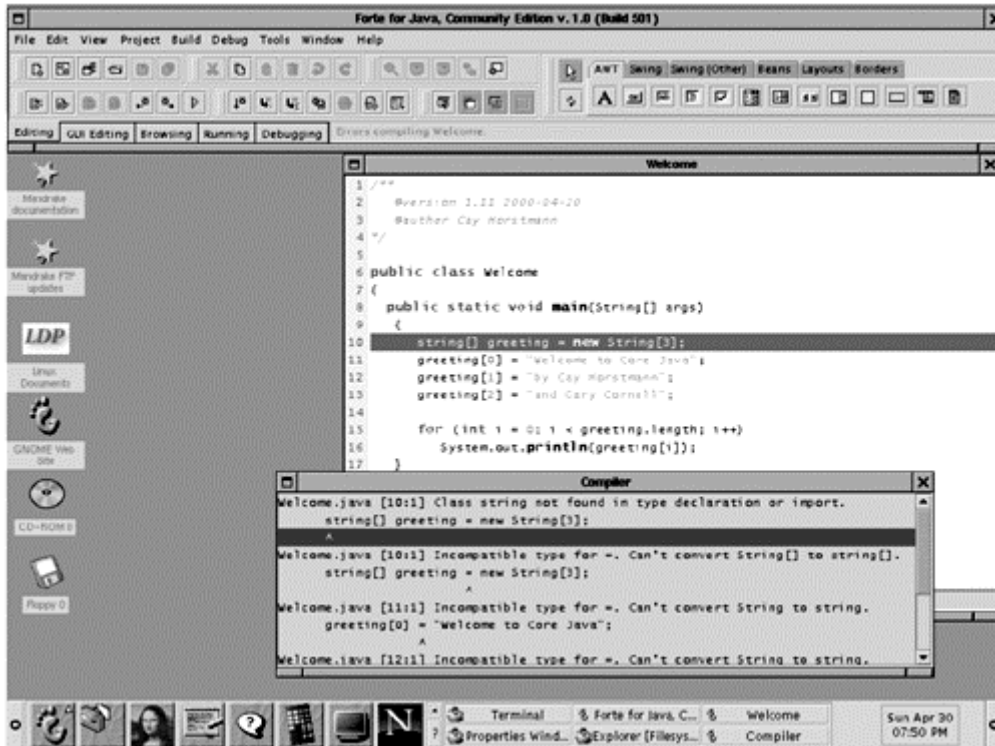 Forte for Java, Community Edition v. 1.0 (Build 501)
File Edit View Project Build Debug Tools Window Help
AWT Swing Swing (Other) Beans Layouts Borders
Editing GUI Editing Browsing Running Debugging Errors compiling Welcome.
Mandrake
documentation
Mandrake FTP
updates
LDP
Linux
Documents
GNOME Web
Site
CD-ROM 0
Floppy 0
Welcome
1 /**
2 @version 1.11 2000-04-20
3 @author Cay Horstmann
4 */
5
6 public class Welcome
7 {
8 public static void main(String[] args)
9 {
10 string[] greeting = new String[3];
11 greeting[0] = "Welcome to Core Java";
12 greeting[1] = "by Cay Horstmann";
13 greeting[2] = "and Gary Cornell";
14
15 for (int i = 0; i < greeting.length; i++)
16 System.out.println(greeting[i]);
17 }
Compiler
Welcome.java [10:1] Class string not found in type declaration or import.
string[] greeting = new String[3];
^
Welcome.java [10:1] Incompatible type for =. Can't convert String[] to string[].
string[] greeting = new String[3];
^
Welcome.java [11:1] Incompatible type for =. Can't convert String to string.
greeting[0] = "Welcome to Core Java";
^
Welcome.java [12:1] Incompatible type for =. Can't convert String to string.
N
Terminal Forte for Java, C... Welcome
Properties Wind... Explorer [Filesys... Compiler
Sun Apr 30
07:50 PM